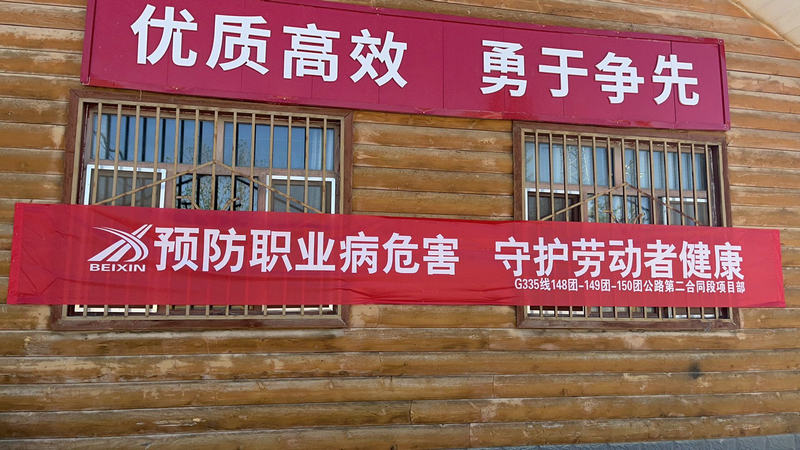 优质高效 勇于争先
BEIXIN 预防职业病危害 守护劳动者健康
G335线148团-149团-150团公路第二合同段项目部